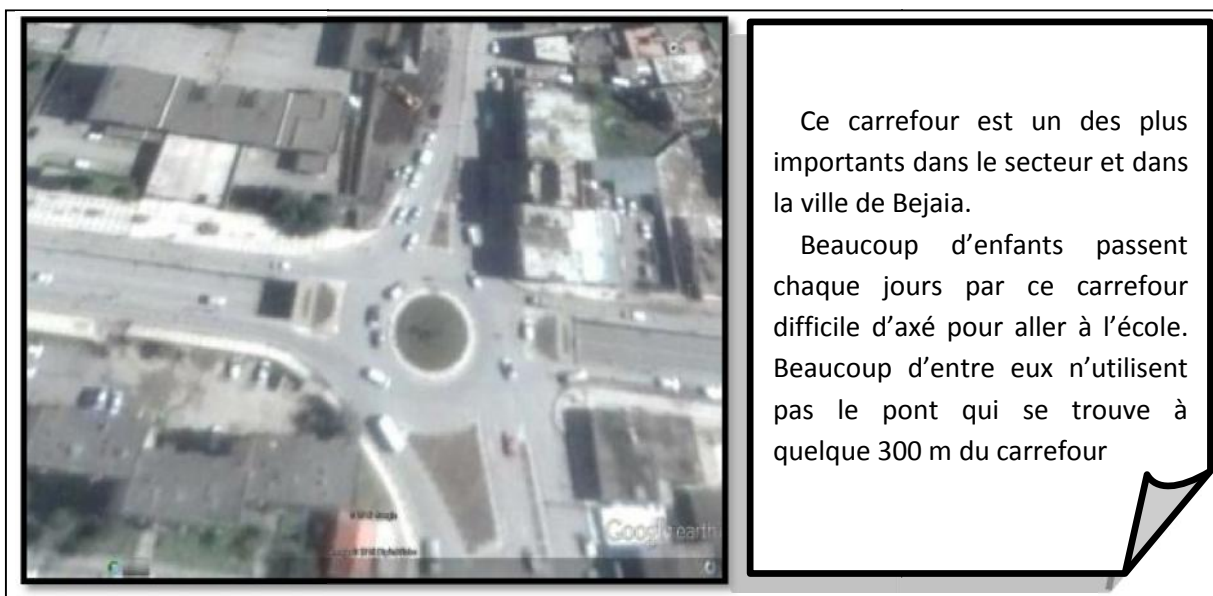 Ce carrefour est un des plus
importants dans le secteur et dans
la ville de Bejaia.
Beaucoup d'enfants passent
chaque jours par ce carrefour
difficile d'axé pour aller à l'école.
Beaucoup d'entre eux n'utilisent
pas le pont qui se trouve à
quelque 300 m du carrefour
Google earth